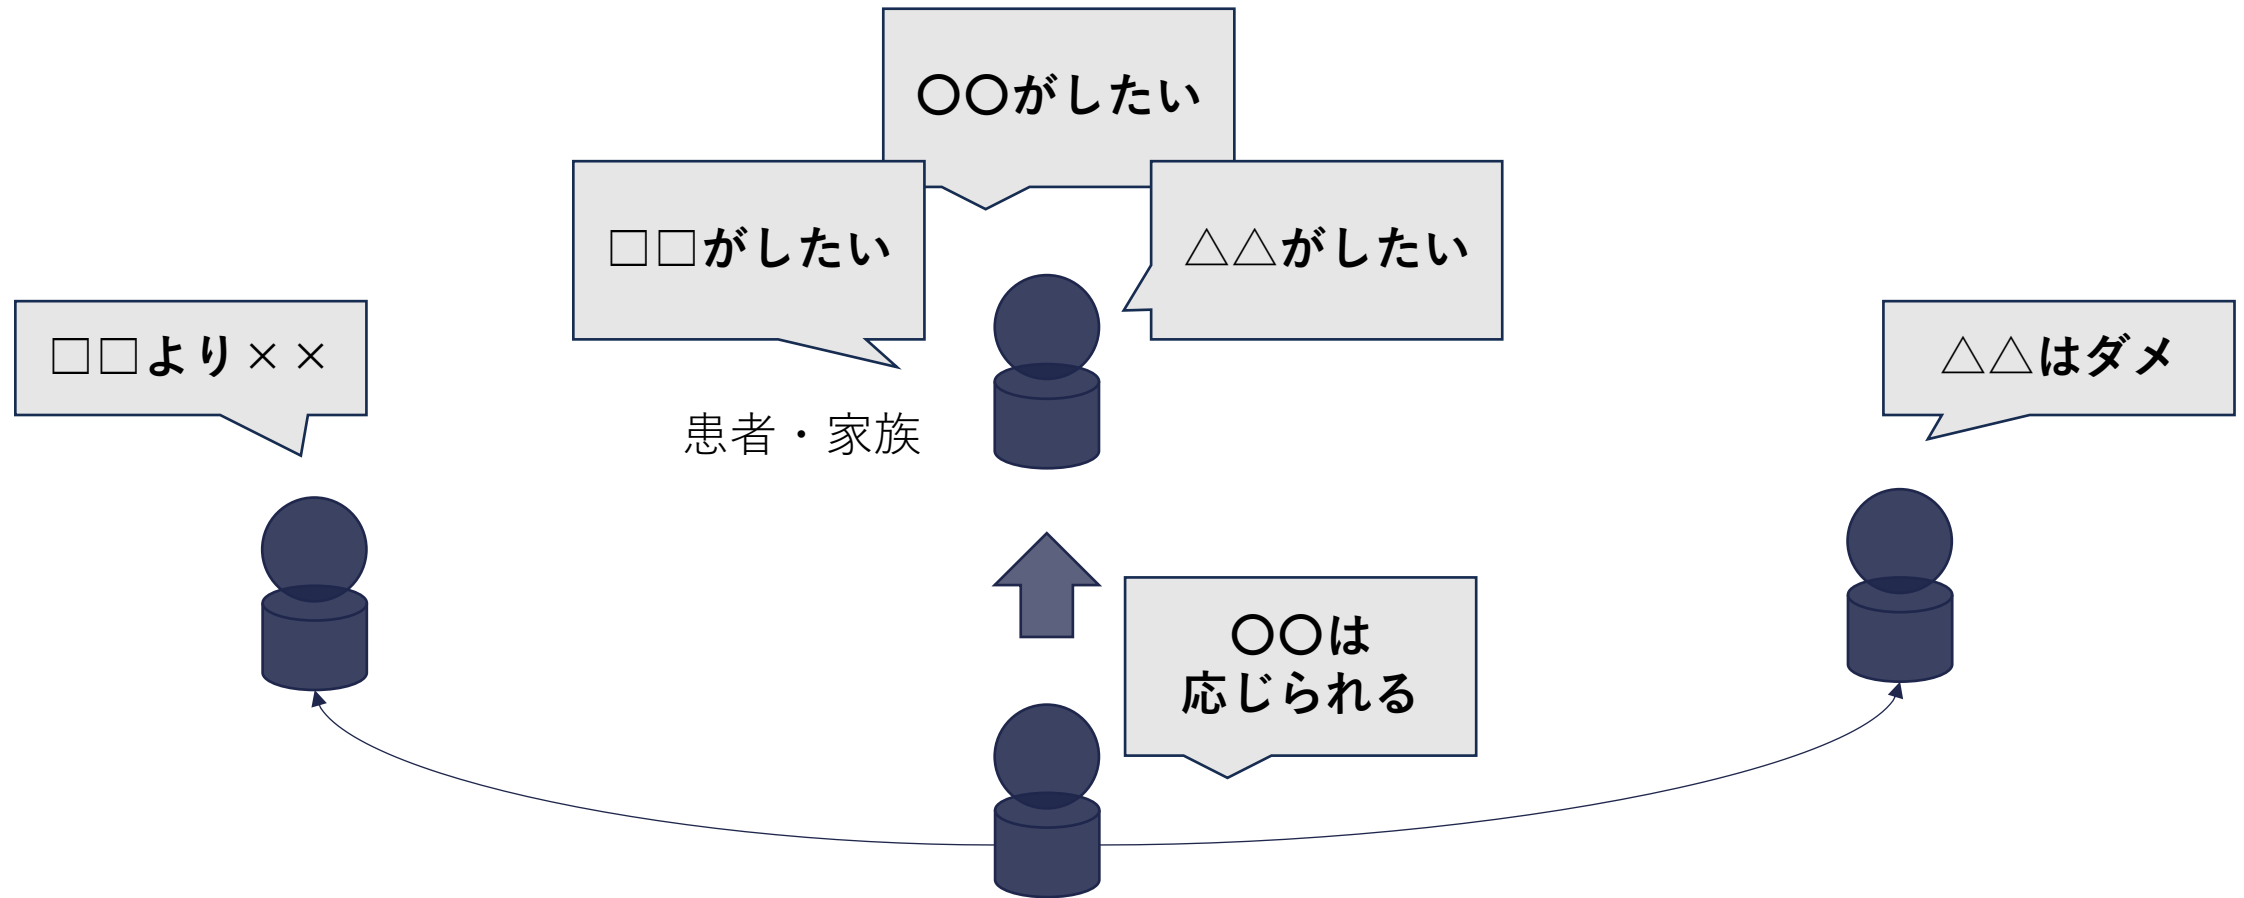 〇〇がしたい
□□がしたい
△△がしたい
□□より××
△△はダメ
患者・家族
〇〇は
応じられる